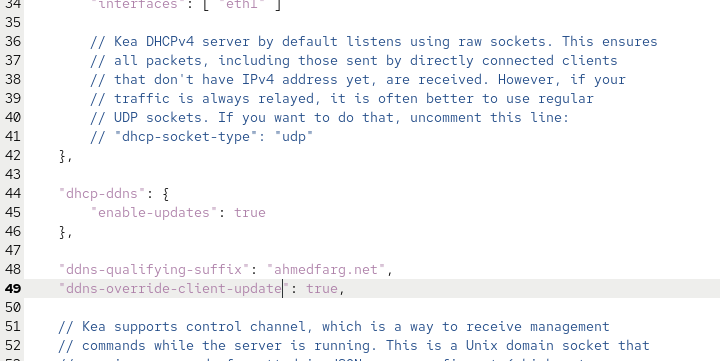 34 "interfaces": [ "eth1" ]
35
36 // Kea DHCPv4 server by default listens using raw sockets. This ensures
37 // all packets, including those sent by directly connected clients
38 // that don't have IPv4 address yet, are received. However, if your
39 // traffic is always relayed, it is often better to use regular
40 // UDP sockets. If you want to do that, uncomment this line:
41 // "dhcp-socket-type": "udp"
42 },
43
44 "dhcp-ddns": {
45 "enable-updates": true
46 },
47
48 "ddns-qualifying-suffix": "ahmedfarg.net",
49 "ddns-override-client-update": true,
50
51 // Kea supports control channel, which is a way to receive management
52 // commands while the server is running. This is a Unix domain socket that